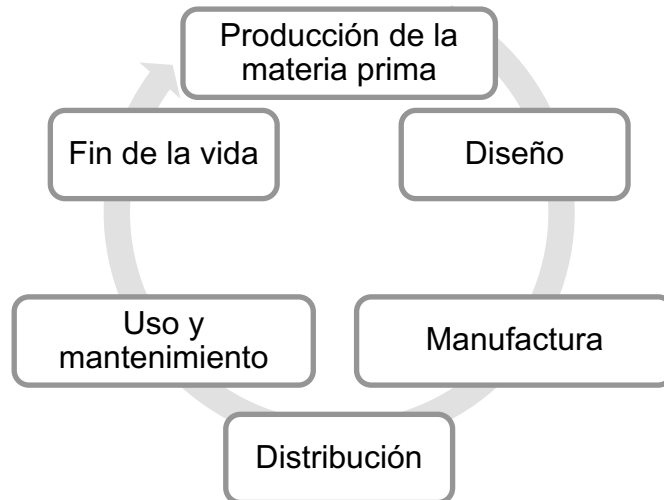 Producción de la
materia prima
Diseño
Manufactura
Distribución
Uso y
mantenimiento
Fin de la vida